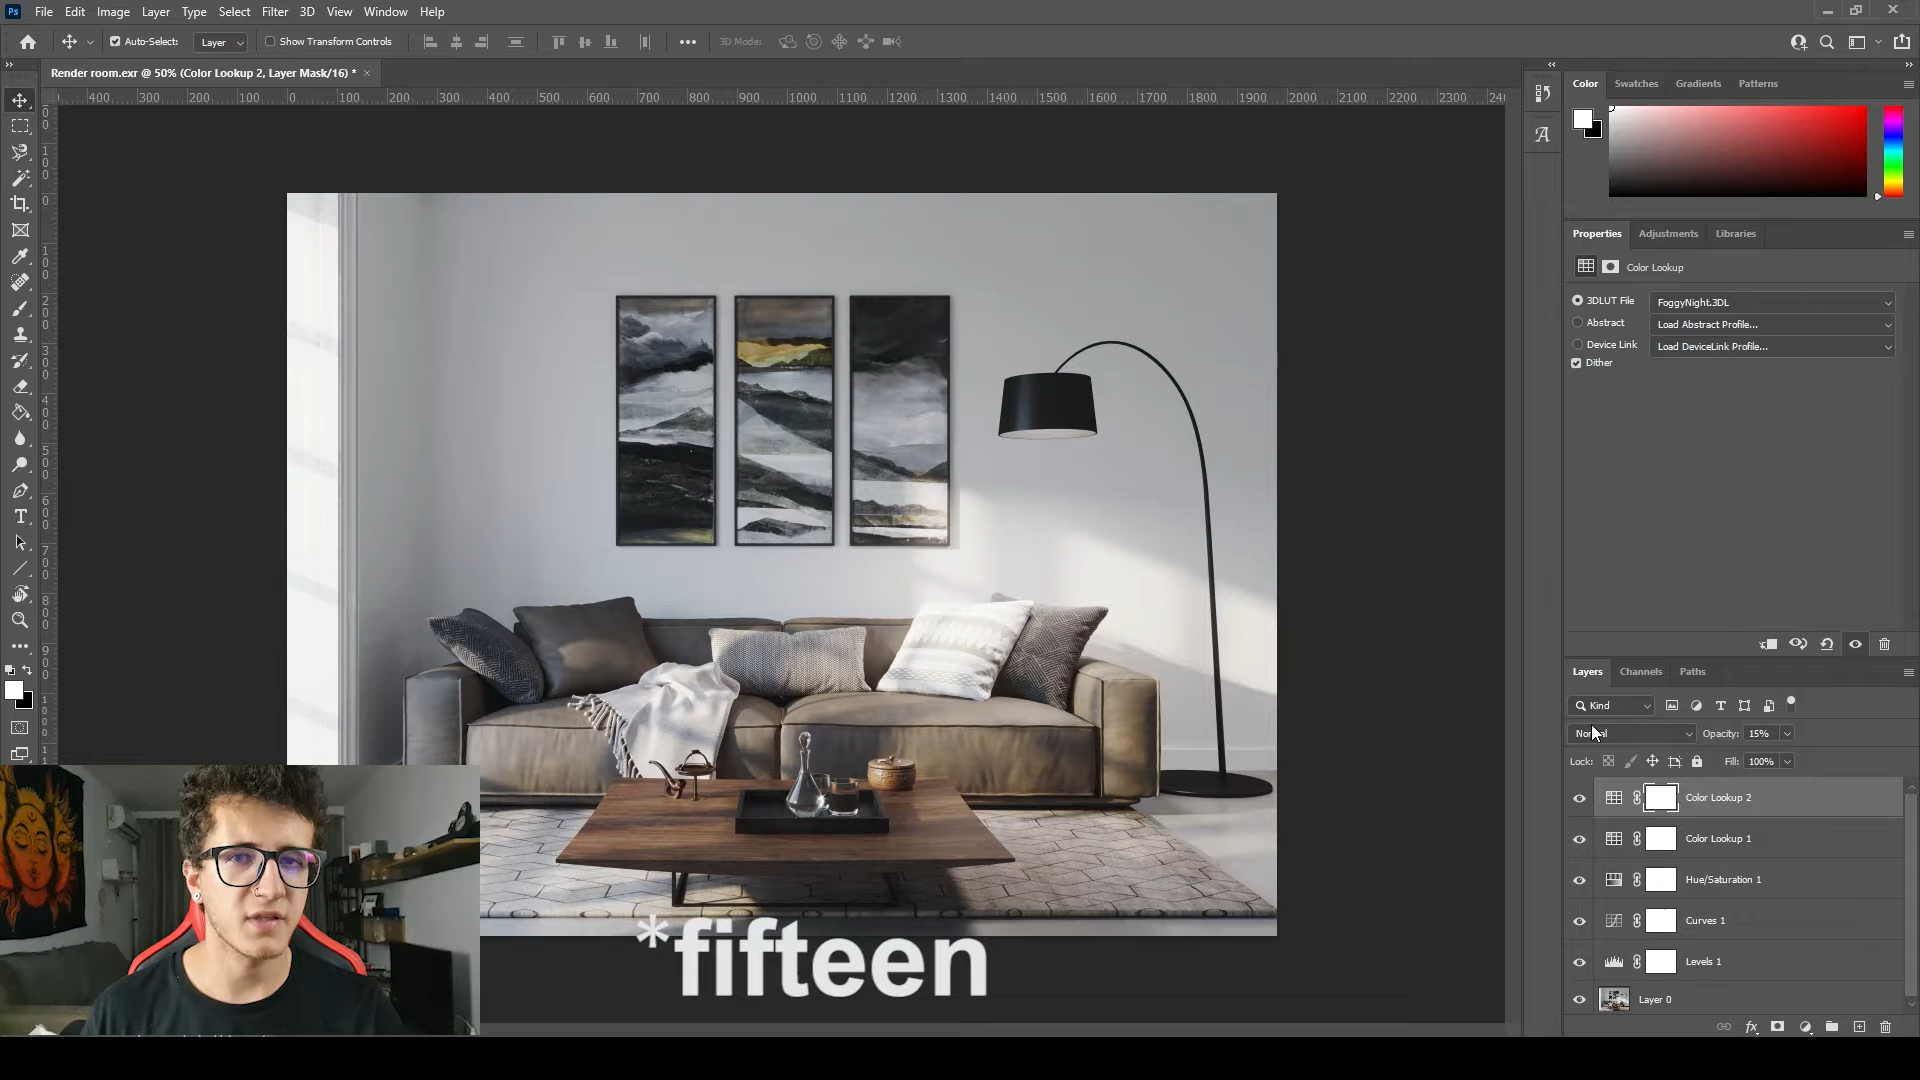 Ps File Edit Image Layer Type Select Filter 3D View Window Help
Auto-Select: Layer Show Transform Controls 3D Mode:
Render room.exr @ 50% (Color Lookup 2, Layer Mask/16) *
400 300 200 100 0 100 200 300 400 500 600 700 800 900 1000 1100 1200 1300 1400 1500 1600 1700 1800 1900 2000 2100 2200 2300
Color Swatches Gradients Patterns
Properties Adjustments Libraries
Color Lookup
3DLUT File FoggyNight.3DL
Abstract Load Abstract Profile...
Device Link Load DeviceLink Profile...
Dither
Layers Channels Paths
Kind
Opacity: 15%
Lock: Fill: 100%
Color Lookup 2
Color Lookup 1
Hue/Saturation 1
Curves 1
Levels 1
Layer 0
*fifteen